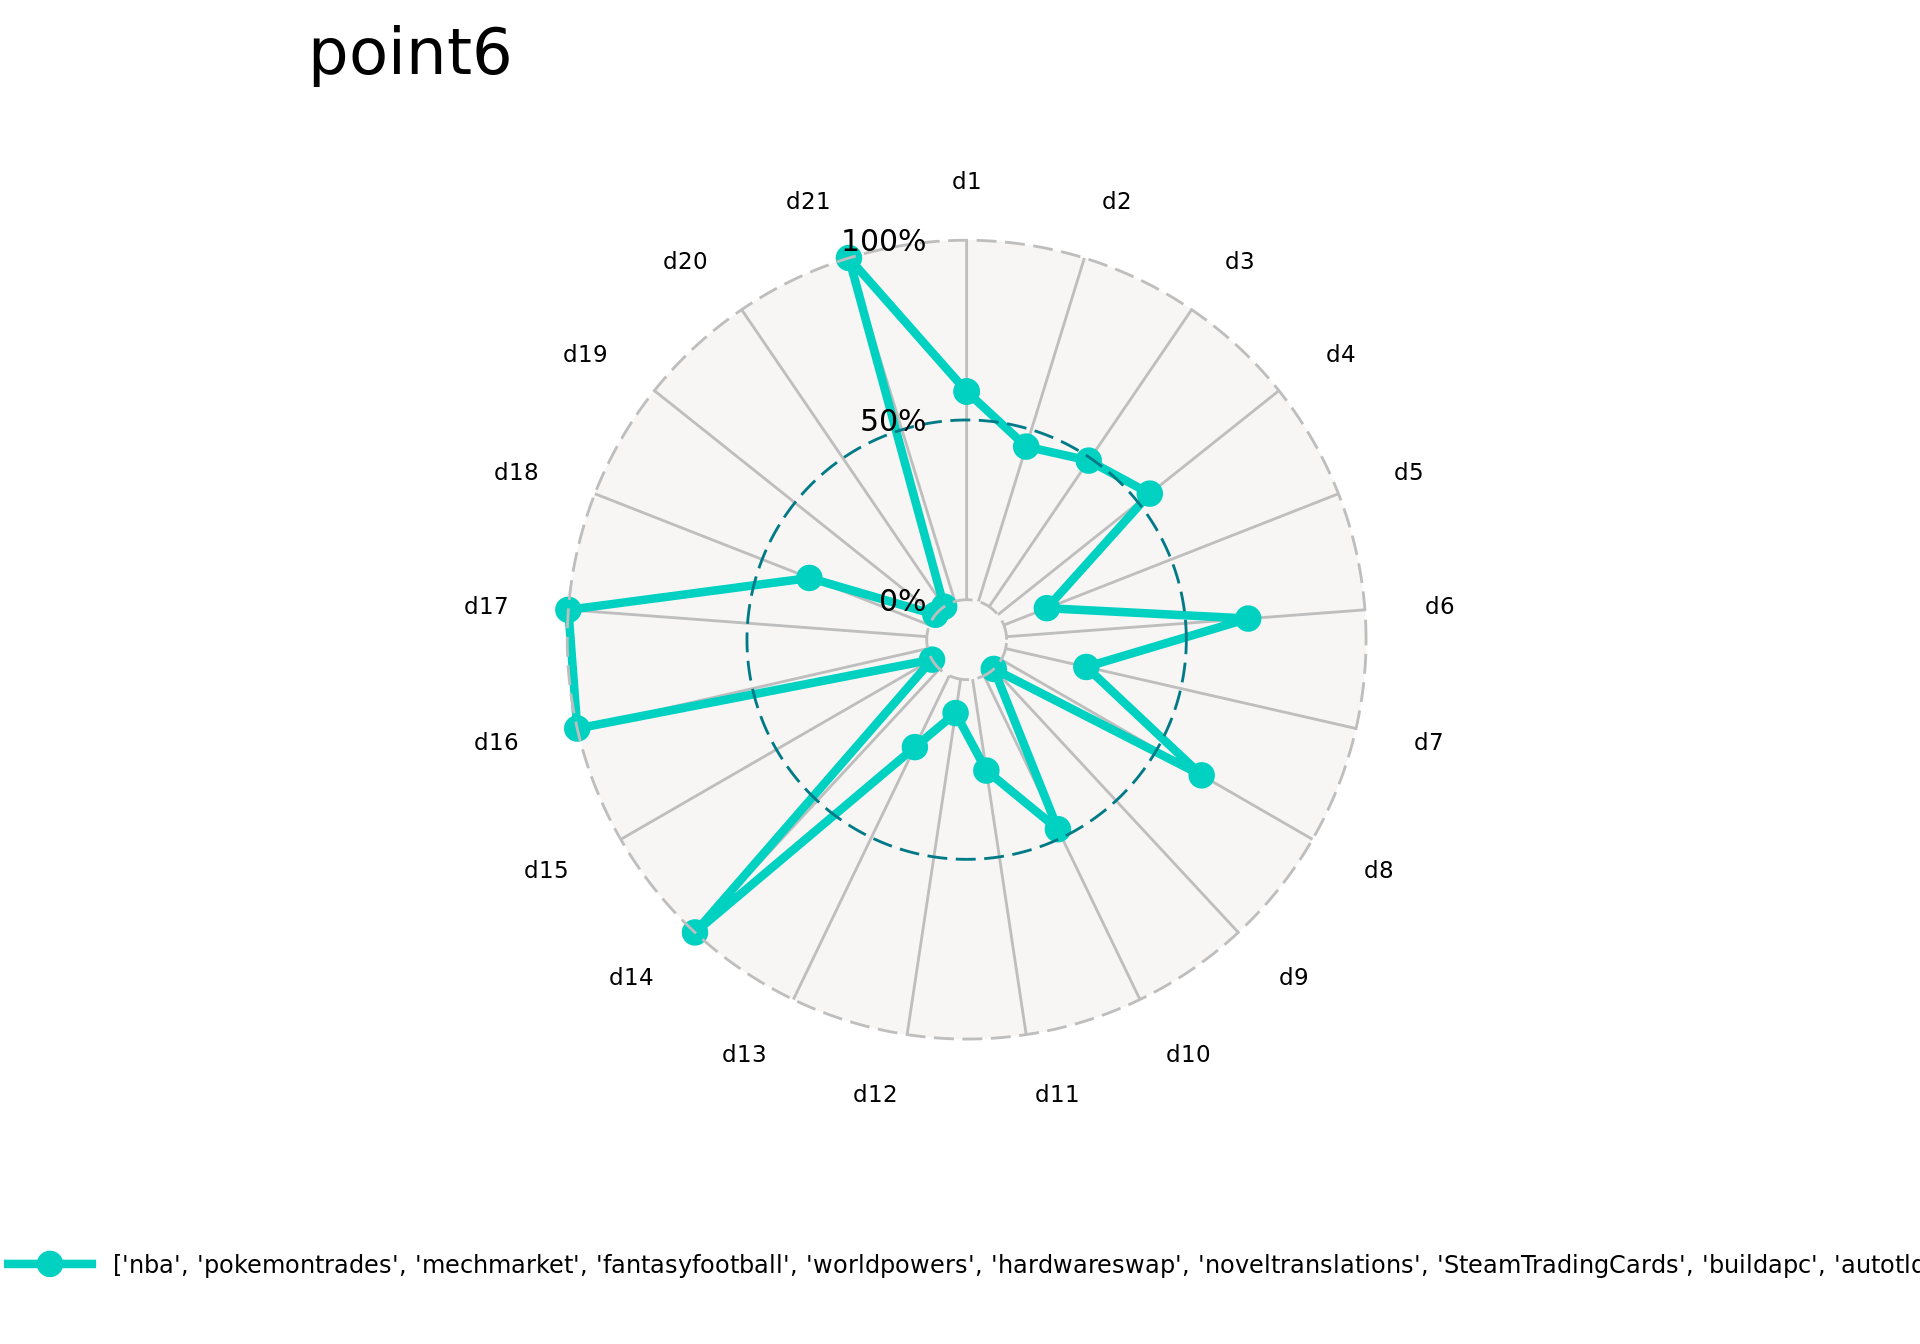 point6
d1
d21
d2
100%
d20
d3
d19
d4
50%
d18
d5
0%
d17
d6
d16
d7
d15
d8
d14
d9
d13
d10
d12
d11
['nba', 'pokemontrades', 'mechmarket', 'fantasyfootball', 'worldpowers', 'hardwareswap', 'noveltranslations', 'SteamTradingCards', 'buildapc',